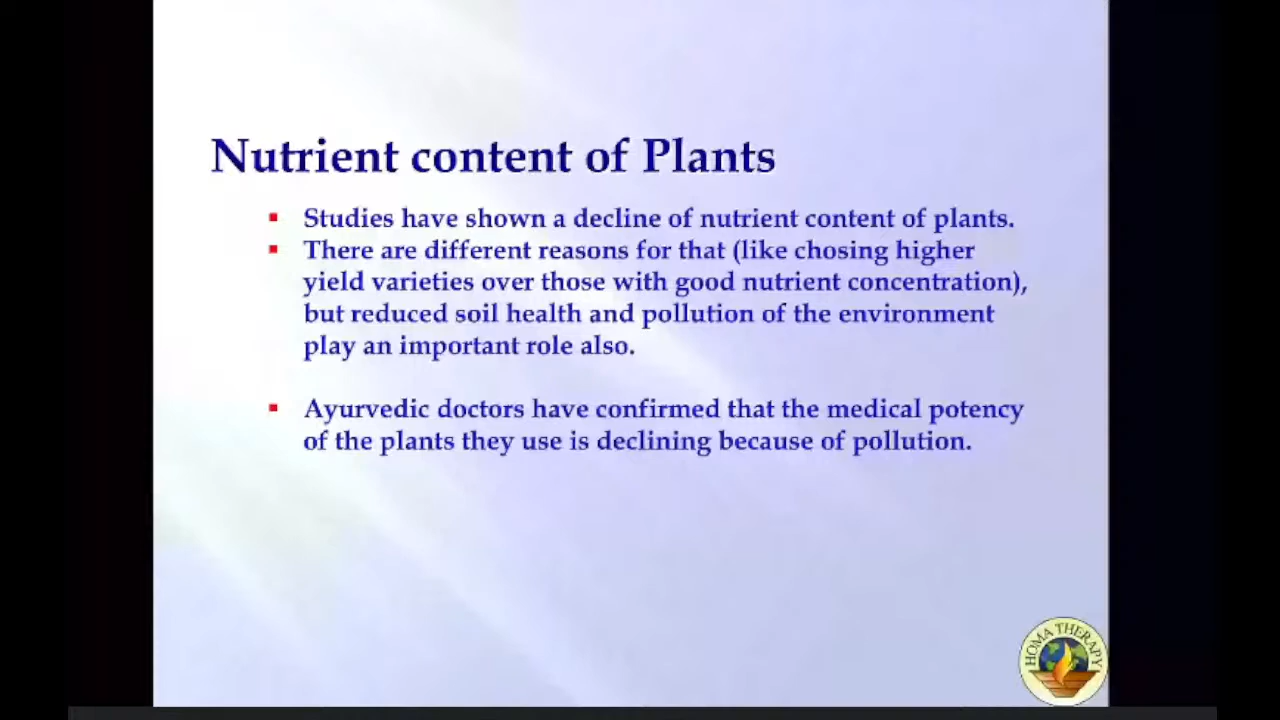 Nutrient content of Plants
Studies have shown a decline of nutrient content of plants.
There are different reasons for that (like chosing higher
yield varieties over those with good nutrient concentration),
but reduced soil health and pollution of the environment
play an important role also.
Ayurvedic doctors have confirmed that the medical potency
of the plants they use is declining because of pollution.
HOMA THERAPY